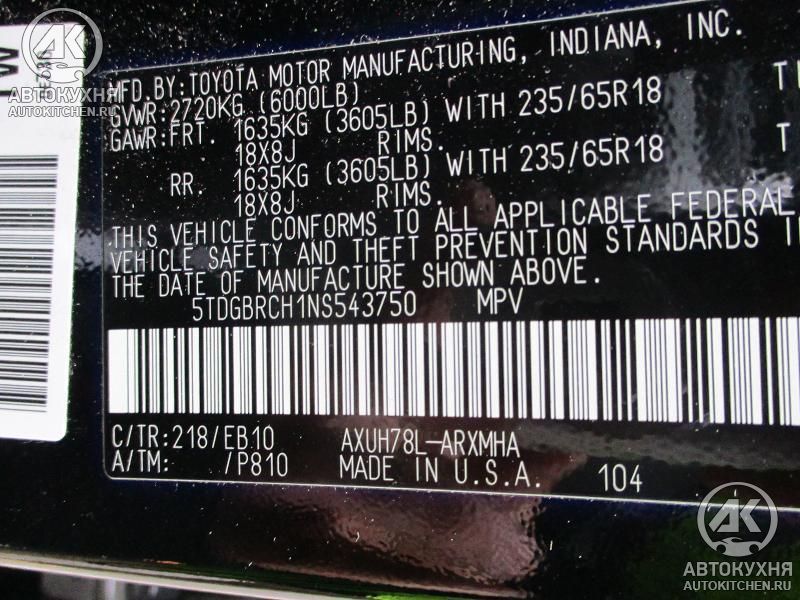 MFD.BY:TOYOTA MOTOR MANUFACTURING, INDIANA, INC.
GVWR:2720KG (6000LB)
GAWR:FRT. 1635KG (3605LB) WITH 235/65R18
18X8J RIMS.
RR. 1635KG (3605LB) WITH 235/65R18
18X8J RIMS.
THIS VEHICLE CONFORMS TO ALL APPLICABLE FEDERAL
VEHICLE SAFETY AND THEFT PREVENTION STANDARDS
THE DATE OF MANUFACTURE SHOWN ABOVE.
5TDGBRCH1NS543750 MPV
C/TR:218/EB10 AXUH78L-ARXMHA
A/TM: /P810 MADE IN U.S.A. 104
АК
АВТОКУХНЯ
AUTOKITCHEN.RU
АК
АВТОКУХНЯ
AUTOKITCHEN.RU